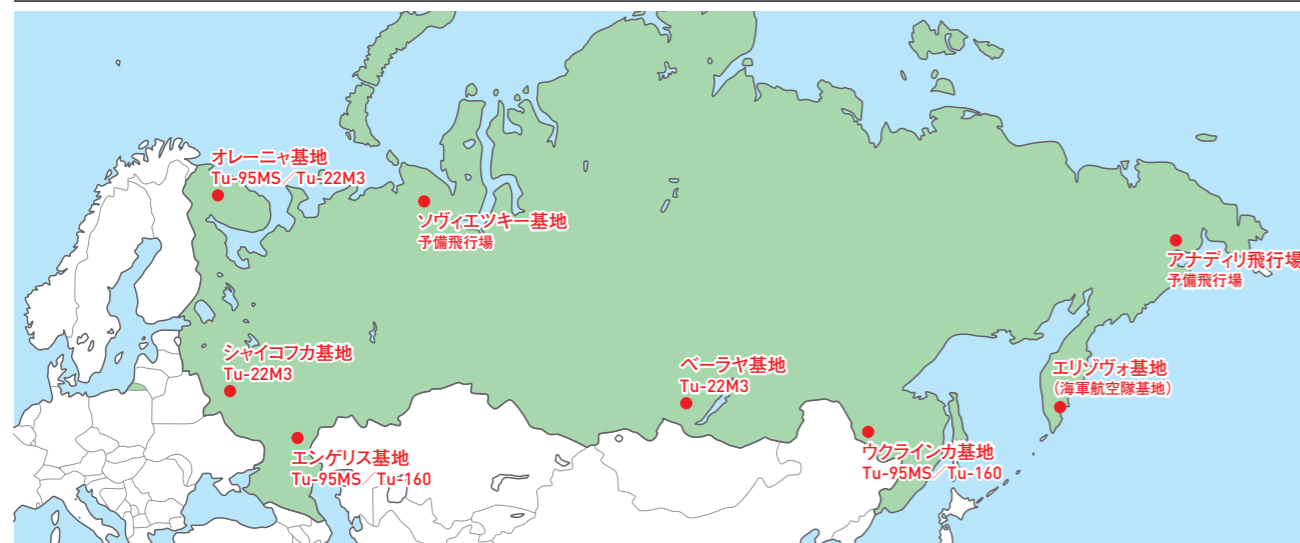 オレーニャ基地
Tu-95MS／Tu-22M3
ソヴィエツキー基地
予備飛行場
アナディリ飛行場
予備飛行場
シャイコフカ基地
Tu-22M3
ベーラヤ基地
Tu-22M3
エリゾヴォ基地
（海軍航空隊基地）
エンゲリス基地
Tu-95MS／Tu-160
ウクラインカ基地
Tu-95MS／Tu-160